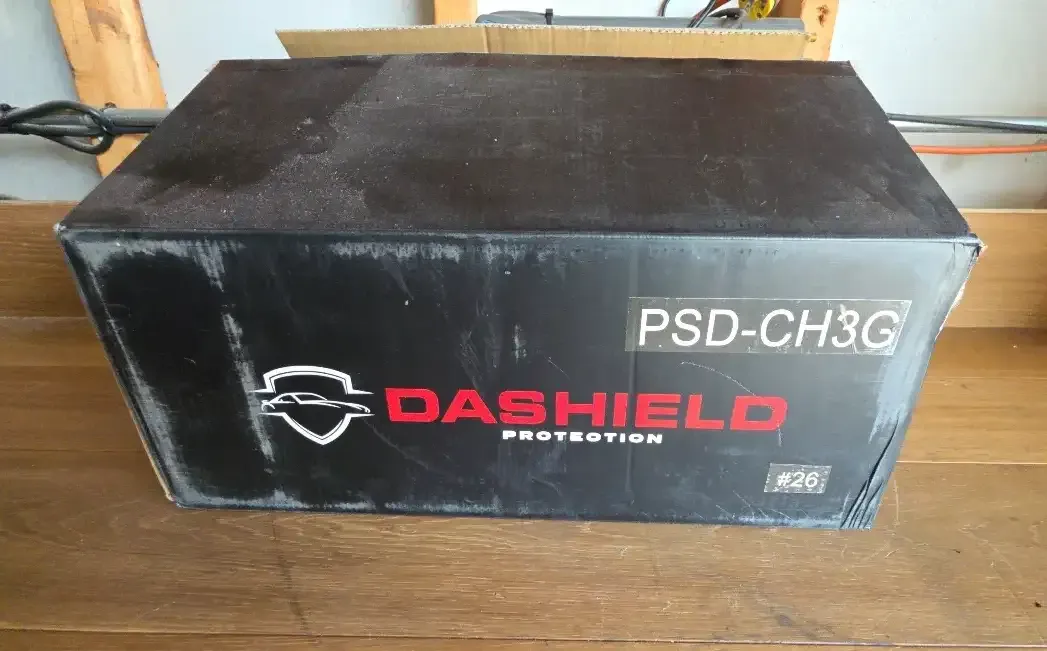 PSD-CH3G
DASHIELD
PROTECTION
#26